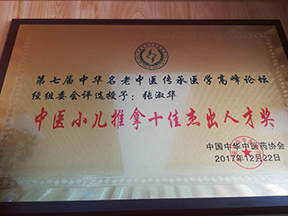 第七届中华名老中医传承医学高峰论坛
经组委会评选授予：张淑华
中医小儿推拿十佳杰出人才奖
中国中华中医药协会
2017年12月22日